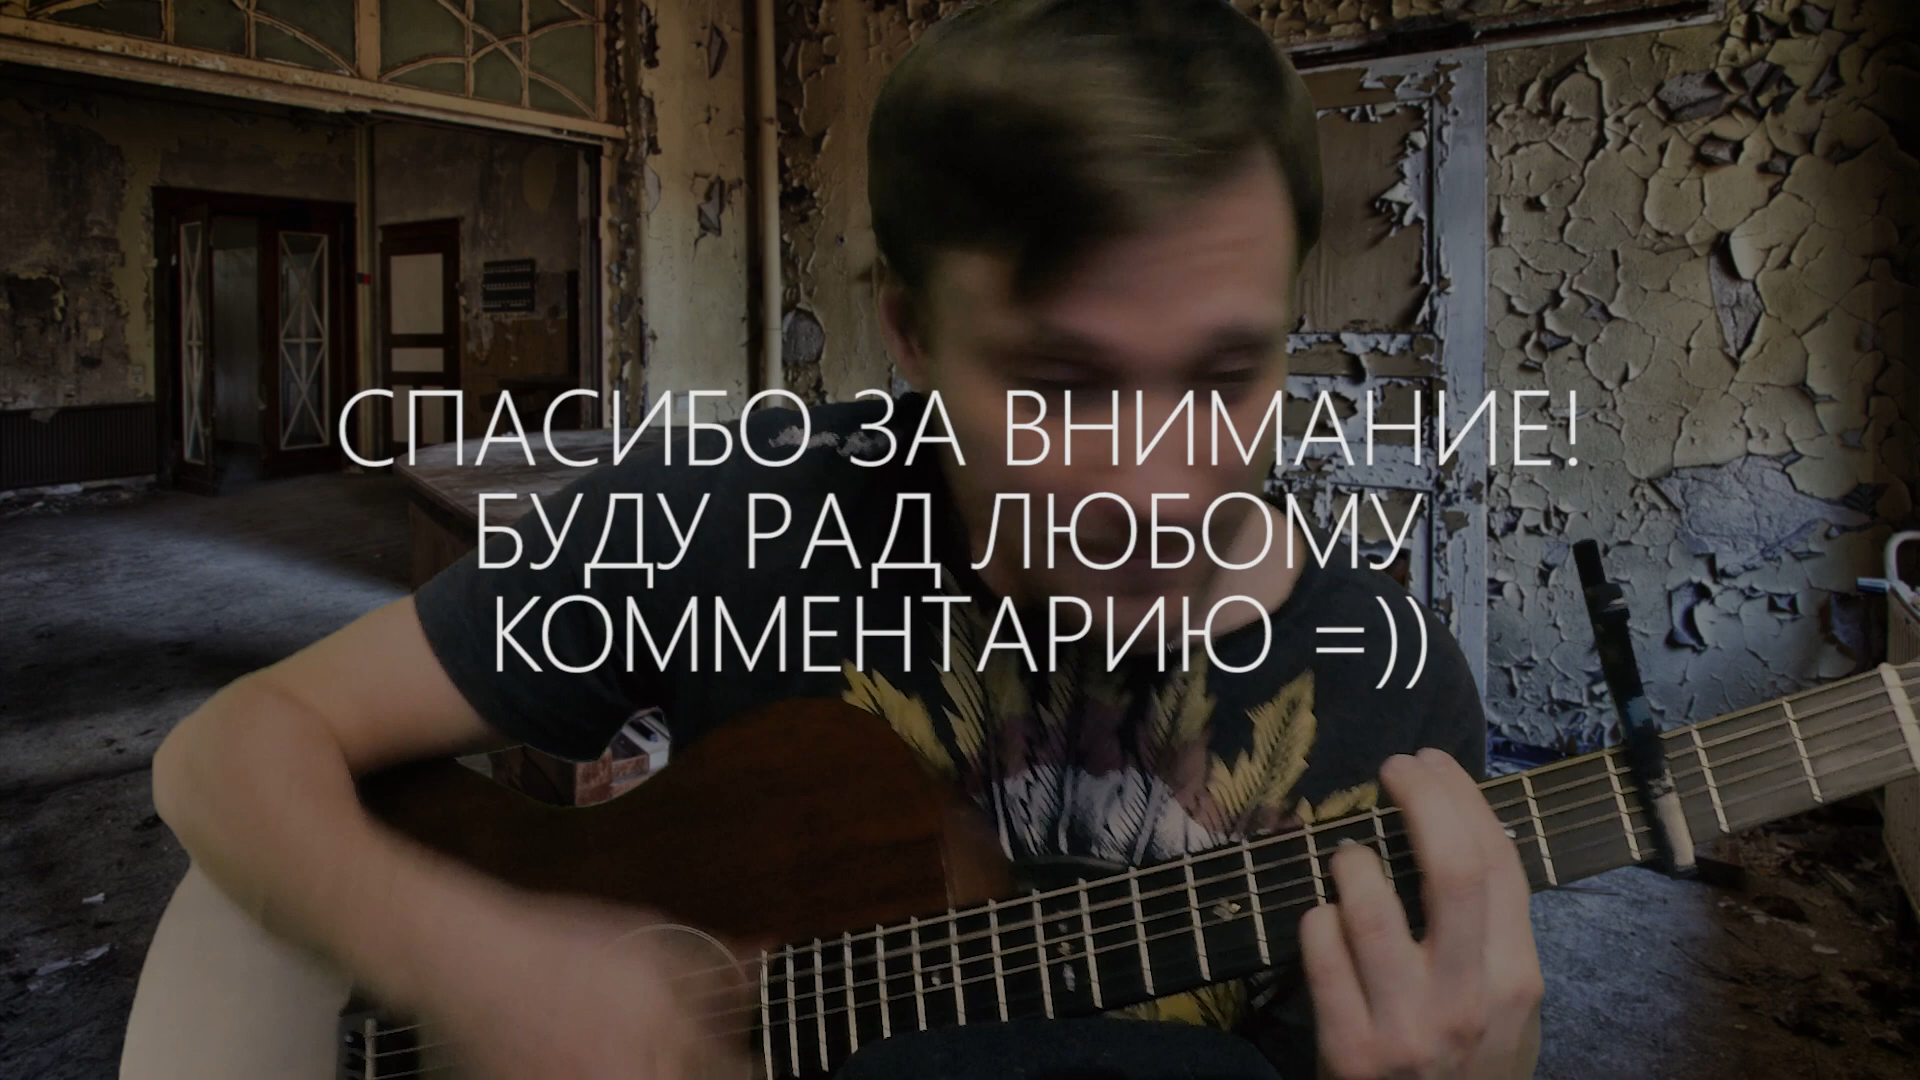 СПАСИБО ЗА ВНИМАНИЕ!
БУДУ РАД ЛЮБОМУ
КОММЕНТАРИЮ =))